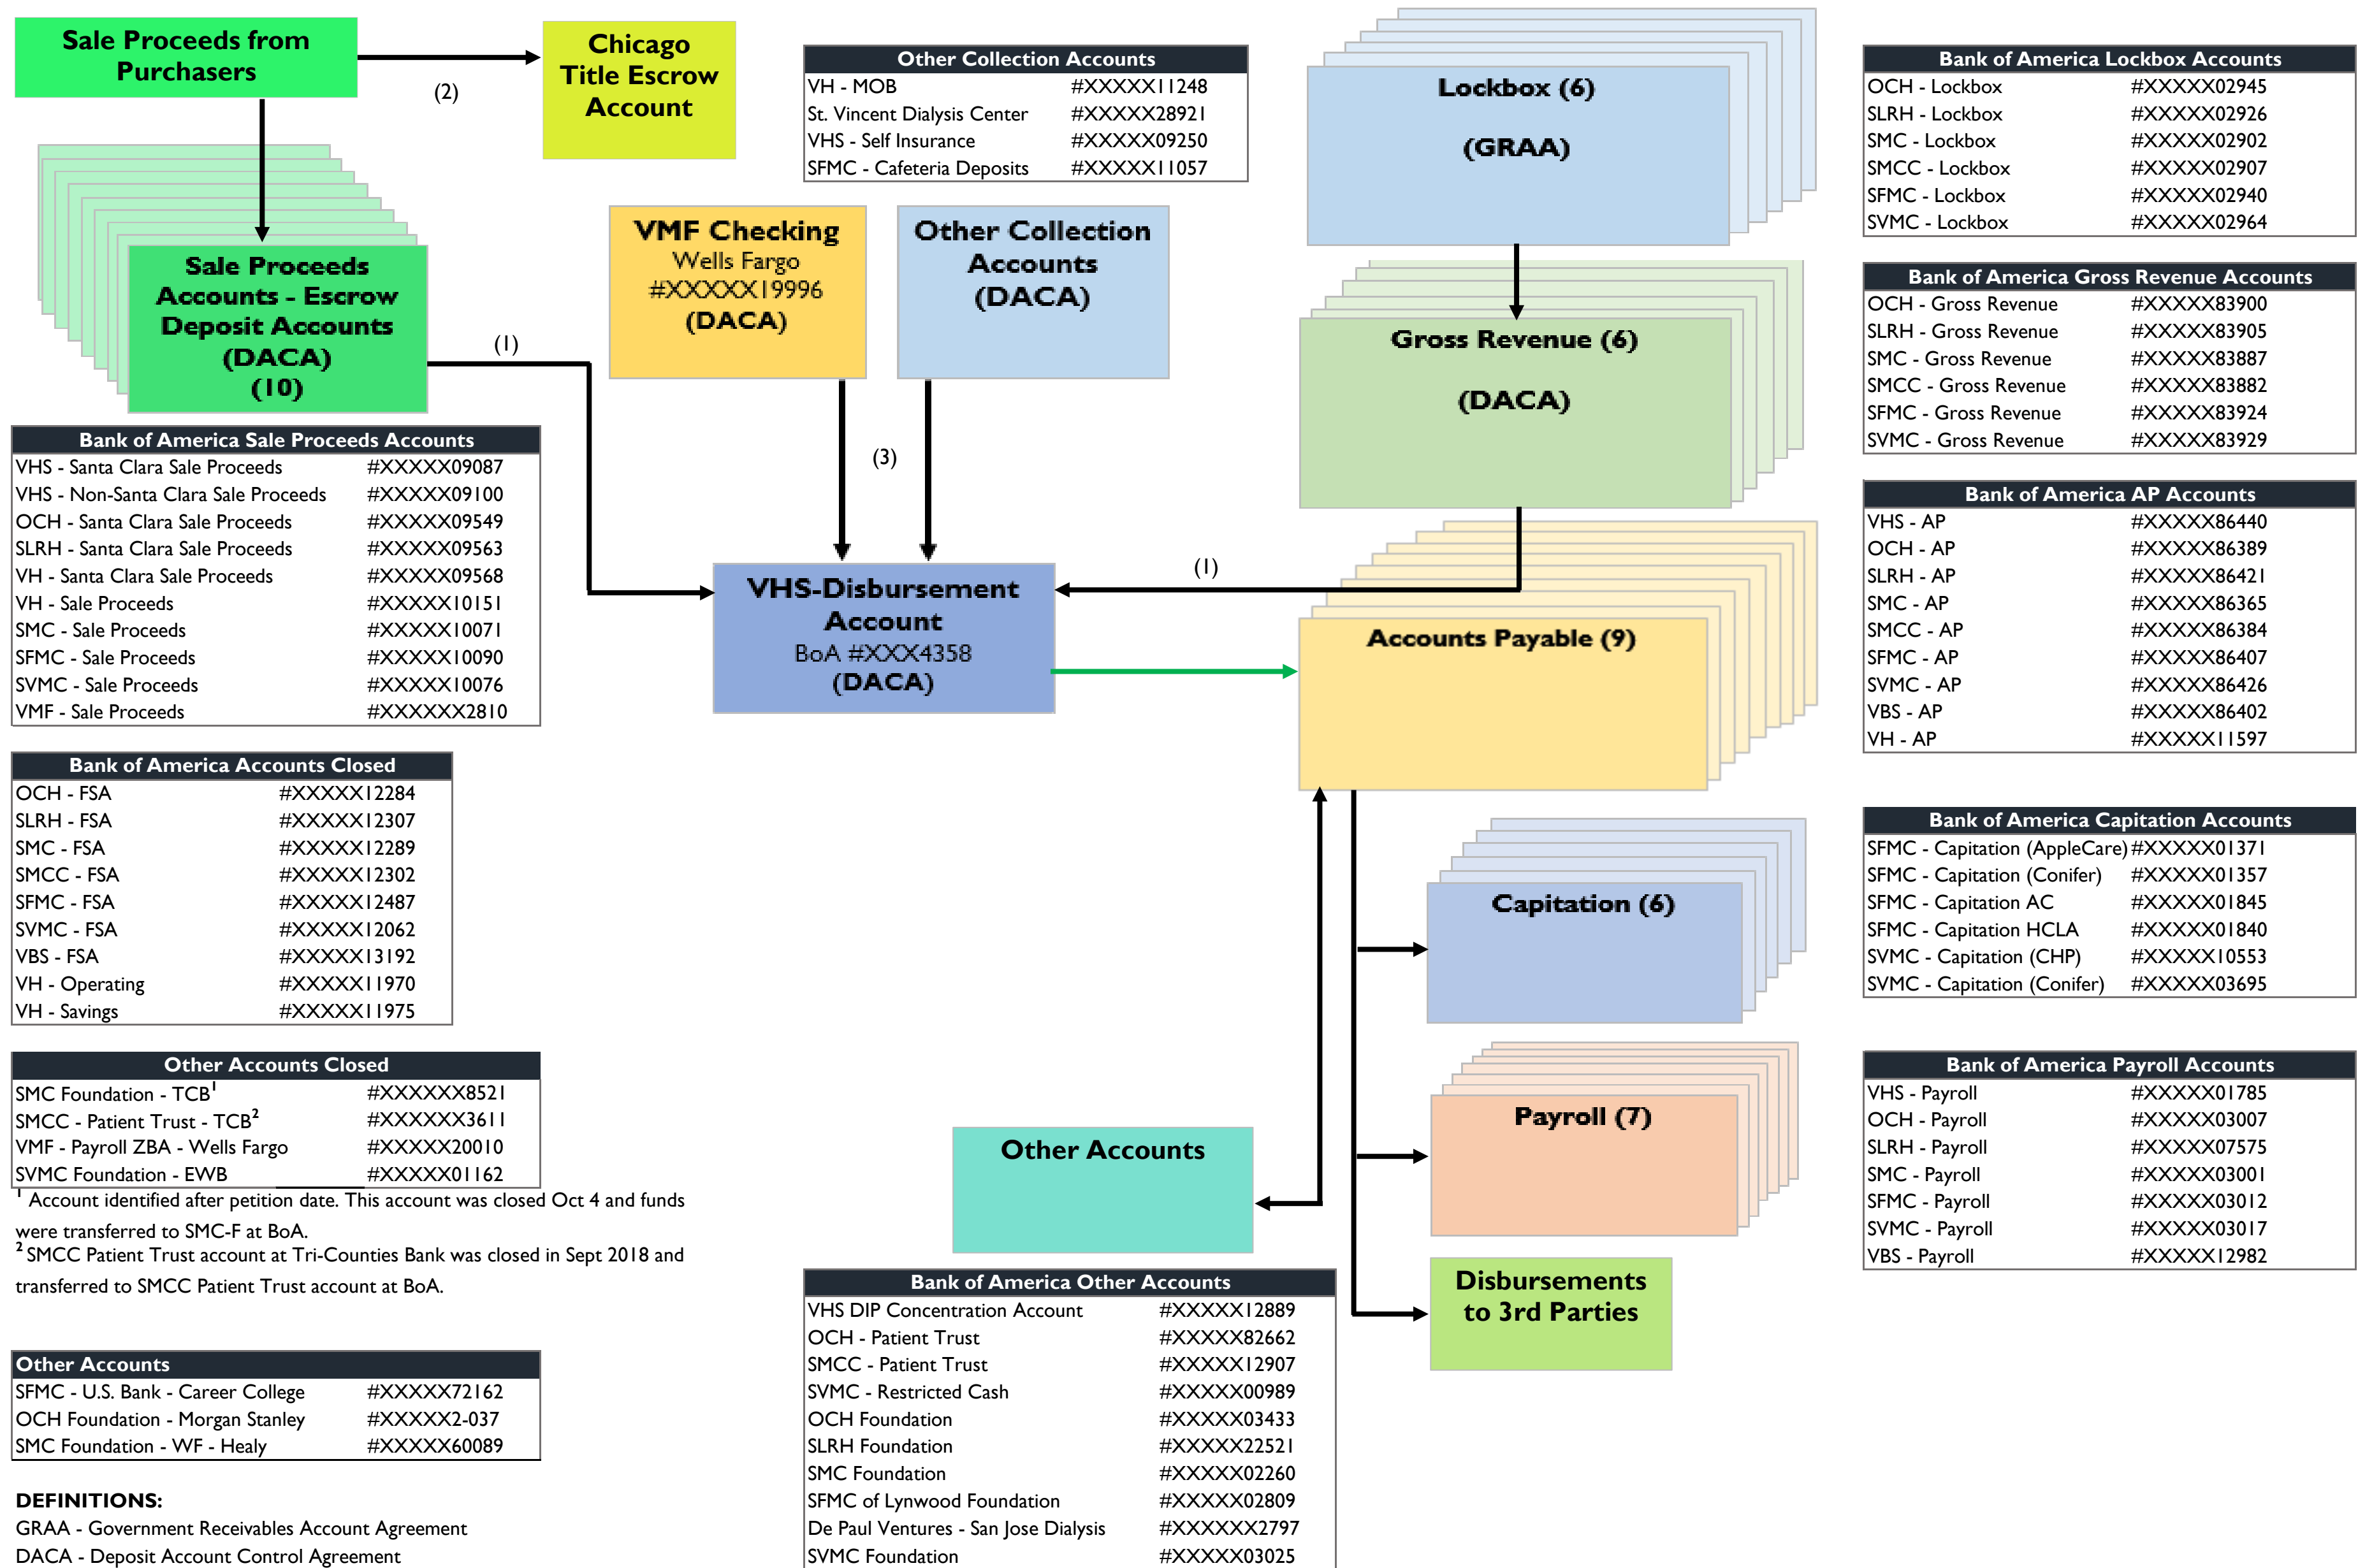 Sale Proceeds from
Purchasers
(2)
Chicago
Title Escrow
Account
Sale Proceeds
Accounts - Escrow
Deposit Accounts
(DACA)
(10)
(1)
Bank of America Sale Proceeds Accounts
VHS - Santa Clara Sale Proceeds #XXXXX09087
VHS - Non-Santa Clara Sale Proceeds #XXXXX09100
OCH - Santa Clara Sale Proceeds #XXXXX09549
SLRH - Santa Clara Sale Proceeds #XXXXX09563
VH - Santa Clara Sale Proceeds #XXXXX09568
VH - Sale Proceeds #XXXXX10151
SMC - Sale Proceeds #XXXXX10071
SFMC - Sale Proceeds #XXXXX10090
SVMC - Sale Proceeds #XXXXX10076
VMF - Sale Proceeds #XXXXXX2810
Bank of America Accounts Closed
OCH - FSA #XXXXX12284
SLRH - FSA #XXXXX12307
SMC - FSA #XXXXX12289
SMCC - FSA #XXXXX12302
SFMC - FSA #XXXXX12487
SVMC - FSA #XXXXX12062
VBS - FSA #XXXXX13192
VH - Operating #XXXXX11970
VH - Savings #XXXXX11975
Other Accounts Closed
SMC Foundation - TCB¹ #XXXXXX8521
SMCC - Patient Trust - TCB² #XXXXXX3611
VMF - Payroll ZBA - Wells Fargo #XXXXX20010
SVMC Foundation - EWB #XXXXX01162
¹ Account identified after petition date. This account was closed Oct 4 and funds
were transferred to SMC-F at BoA.
² SMCC Patient Trust account at Tri-Counties Bank was closed in Sept 2018 and
transferred to SMCC Patient Trust account at BoA.
Other Accounts
SFMC - U.S. Bank - Career College #XXXXX72162
OCH Foundation - Morgan Stanley #XXXXX2-037
SMC Foundation - WF - Healy #XXXXX60089
DEFINITIONS:
GRAA - Government Receivables Account Agreement
DACA - Deposit Account Control Agreement
Other Collection Accounts
VH - MOB #XXXXX11248
St. Vincent Dialysis Center #XXXXX28921
VHS - Self Insurance #XXXXX09250
SFMC - Cafeteria Deposits #XXXXX11057
VMF Checking
Wells Fargo
#XXXXX19996
(DACA)
Other Collection
Accounts
(DACA)
(3)
VHS-Disbursement
Account
BoA #XXX4358
(DACA)
(1)
Lockbox (6)
(GRAA)
Gross Revenue (6)
(DACA)
Accounts Payable (9)
Capitation (6)
Payroll (7)
Disbursements
to 3rd Parties
Other Accounts
Bank of America Other Accounts
VHS DIP Concentration Account #XXXXX12889
OCH - Patient Trust #XXXXX82662
SMCC - Patient Trust #XXXXX12907
SVMC - Restricted Cash #XXXXX00989
OCH Foundation #XXXXX03433
SLRH Foundation #XXXXX22521
SMC Foundation #XXXXX02260
SFMC of Lynwood Foundation #XXXXX02809
De Paul Ventures - San Jose Dialysis #XXXXXX2797
SVMC Foundation #XXXXX03025
Bank of America Lockbox Accounts
OCH - Lockbox #XXXXX02945
SLRH - Lockbox #XXXXX02926
SMC - Lockbox #XXXXX02902
SMCC - Lockbox #XXXXX02907
SFMC - Lockbox #XXXXX02940
SVMC - Lockbox #XXXXX02964
Bank of America Gross Revenue Accounts
OCH - Gross Revenue #XXXXX83900
SLRH - Gross Revenue #XXXXX83905
SMC - Gross Revenue #XXXXX83887
SMCC - Gross Revenue #XXXXX83882
SFMC - Gross Revenue #XXXXX83924
SVMC - Gross Revenue #XXXXX83929
Bank of America AP Accounts
VHS - AP #XXXXX86440
OCH - AP #XXXXX86389
SLRH - AP #XXXXX86421
SMC - AP #XXXXX86365
SMCC - AP #XXXXX86384
SFMC - AP #XXXXX86407
SVMC - AP #XXXXX86426
VBS - AP #XXXXX86402
VH - AP #XXXXX11597
Bank of America Capitation Accounts
SFMC - Capitation (AppleCare) #XXXXX01371
SFMC - Capitation (Conifer) #XXXXX01357
SFMC - Capitation AC #XXXXX01845
SFMC - Capitation HCLA #XXXXX01840
SVMC - Capitation (CHP) #XXXXX10553
SVMC - Capitation (Conifer) #XXXXX03695
Bank of America Payroll Accounts
VHS - Payroll #XXXXX01785
OCH - Payroll #XXXXX03007
SLRH - Payroll #XXXXX07575
SMC - Payroll #XXXXX03001
SFMC - Payroll #XXXXX03012
SVMC - Payroll #XXXXX03017
VBS - Payroll #XXXXX12982